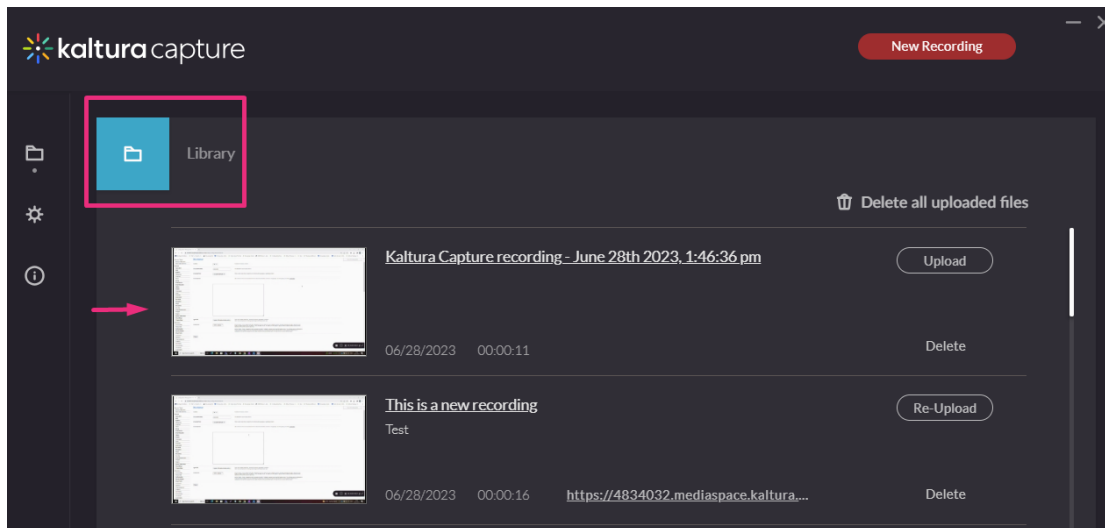 kaltura capture
New Recording
Library
Delete all uploaded files
Kaltura Capture recording - June 28th 2023, 1:46:36 pm
Upload
06/28/2023 00:00:11
Delete
This is a new recording
Re-Upload
Test
06/28/2023 00:00:16 https://4834032.mediaspace.kaltura....
Delete